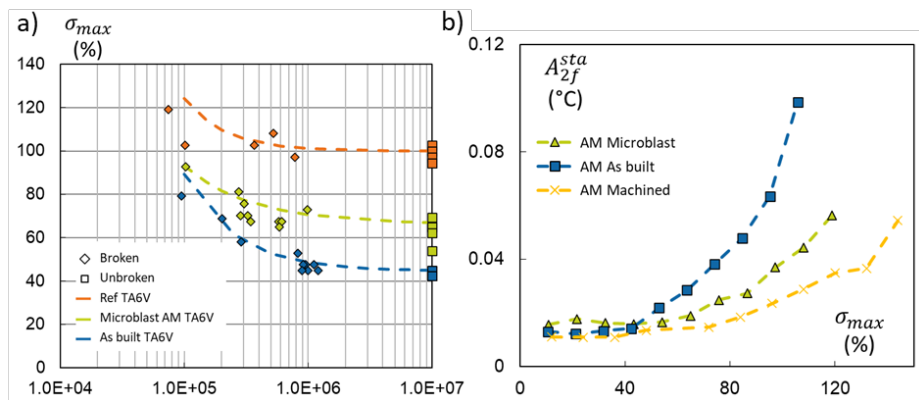 a)
σmax
(%)
140
120
100
80
60
40
20
0
Broken
Unbroken
Ref TA6V
Microblast AM TA6V
As built TA6V
1.0E+04 1.0E+05 1.0E+06 1.0E+07
b)
0.12
A2f^sta
(°C)
AM Microblast
AM As built
AM Machined
0.08
0.04
σmax
(%)
0
0 40 80 120